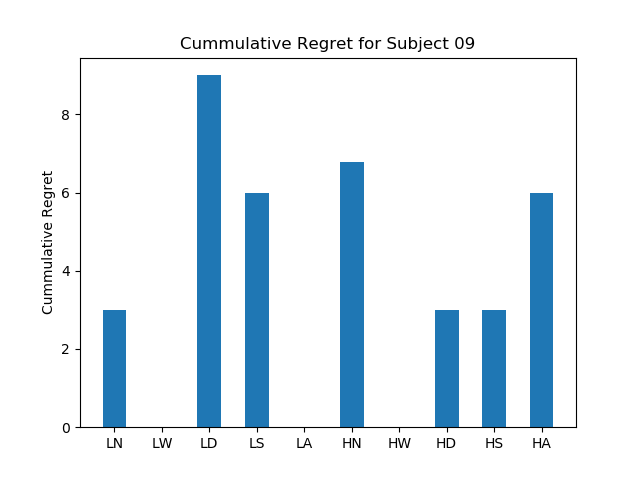 Cummulative Regret for Subject 09
Cummulative Regret
8
6
4
2
0
LN LW LD LS LA HN HW HD HS HA